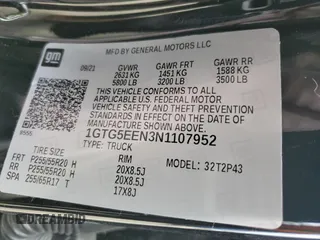 gm
MFD BY GENERAL MOTORS LLC
09/21
GVWR GAWR FRT GAWR RR
2631 KG 1451 KG 1588 KG
5800 LB 3200 LB 3500 LB
THIS VEHICLE CONFORMS TO ALL
APPLICABLE U.S. FEDERAL MOTOR
VEHICLE SAFETY AND THEFT PREVENTION
STANDARDS IN EFFECT ON THE DATE OF
MANUFACTURE SHOWN ABOVE.
1GTG5EEN3N1107952
TYPE: TRUCK
TIRE SIZE RIM MODEL: 32T2P43
FRT P255/55R20 H 20X8.5J
RR P255/55R20 H 20X8.5J
SPA 255/65R17 T 17X8J
DREAMBID